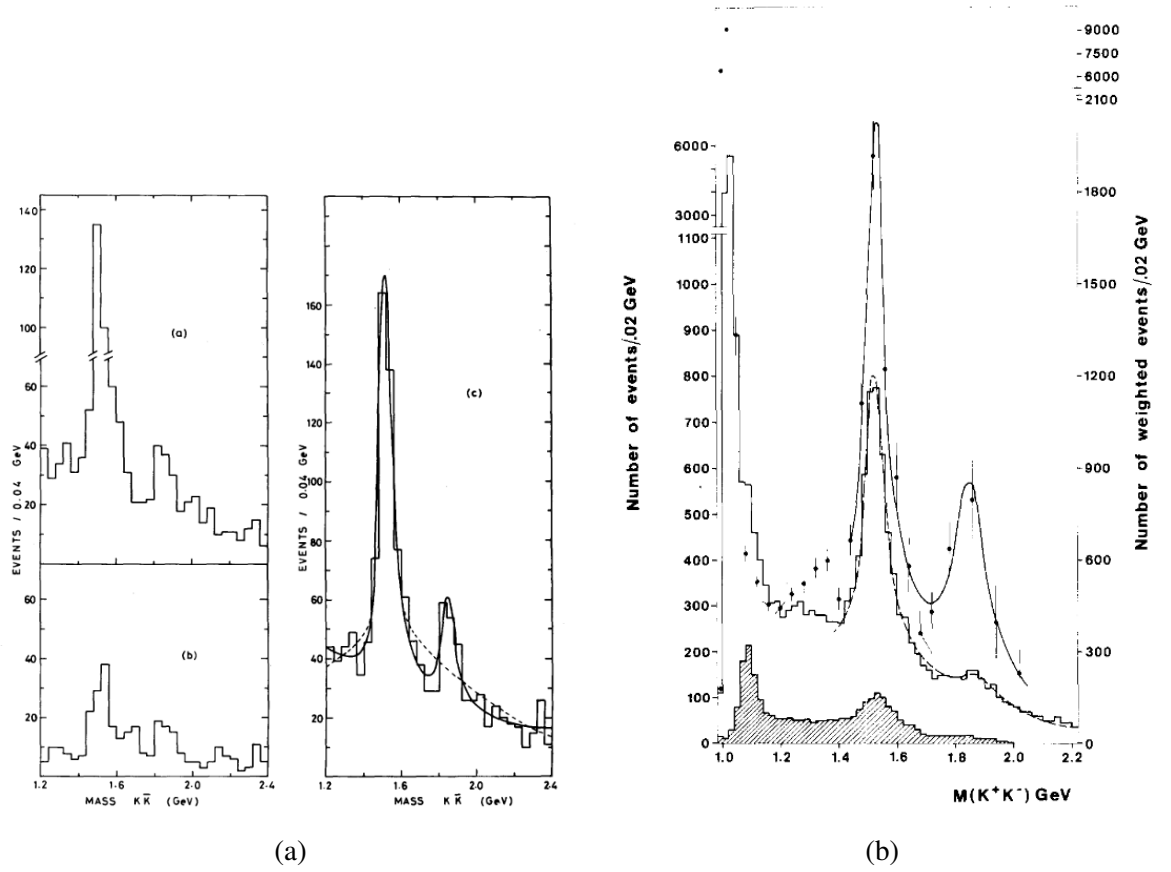 140
120
100
60
40
20
(a)
EVENTS / 0.04 GeV
40
20
(b)
1.2 1.6 2.0 2.4
MASS KK̄ (GeV)
160
140
120
100
80
60
40
20
(c)
EVENTS / 0.04 GeV
1.2 1.6 2.0 2.4
MASS KK̄ (GeV)
(a)
9000
7500
6000
2100
1800
1500
1200
900
600
300
0
Number of weighted events/.02 GeV
6000
3000
1100
1000
900
800
700
600
500
400
300
200
100
0
Number of events/.02 GeV
1.0 1.2 1.4 1.6 1.8 2.0 2.2
M(K⁺K⁻) GeV
(b)